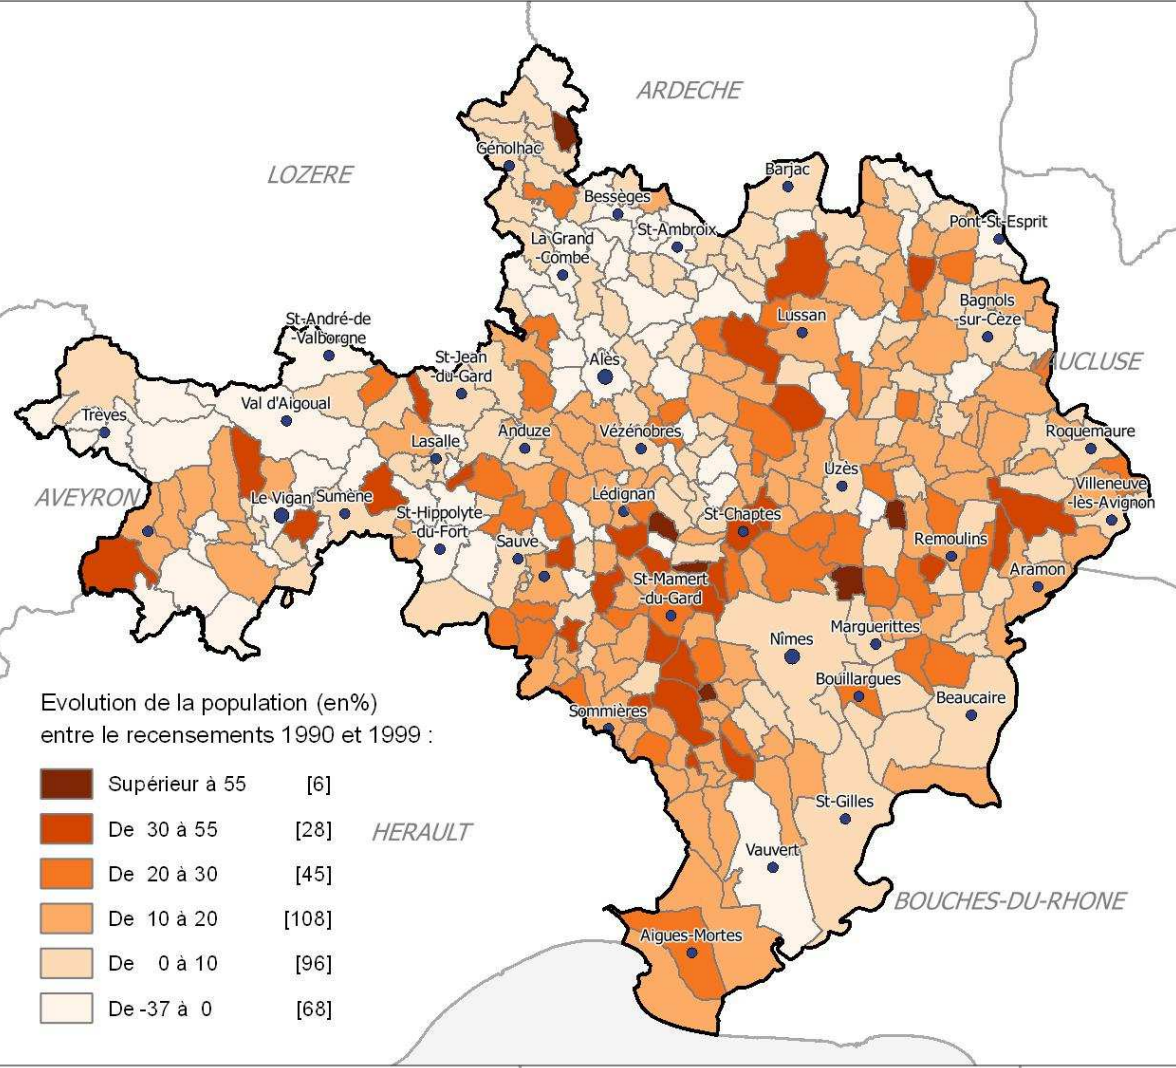 ARDECHE
LOZERE
Génolhac
Barjac
Bessèges
St-Ambroix
Pont-St-Esprit
La Grand
-Combe
Bagnols
-sur-Cèze
Lussan
St-André-de
-Valborgne
St-Jean
-du-Gard
Alès
VAUCLUSE
Trèves
Val d'Aigoual
Lasalle
Anduze
Vézénobres
Roquemaure
Uzès
AVEYRON
Le Vigan
Sumène
Lédignan
Villeneuve
-lès-Avignon
St-Hippolyte
-du-Fort
St-Chaptes
Sauve
Remoulins
St-Mamert
-du-Gard
Aramon
Nîmes
Marguerittes
Bouillargues
Beaucaire
Sommières
Evolution de la population (en%)
entre le recensements 1990 et 1999 :
Supérieur à 55 [6]
De 30 à 55 [28]
De 20 à 30 [45]
De 10 à 20 [108]
De 0 à 10 [96]
De -37 à 0 [68]
HERAULT
St-Gilles
Vauvert
BOUCHES-DU-RHONE
Aigues-Mortes